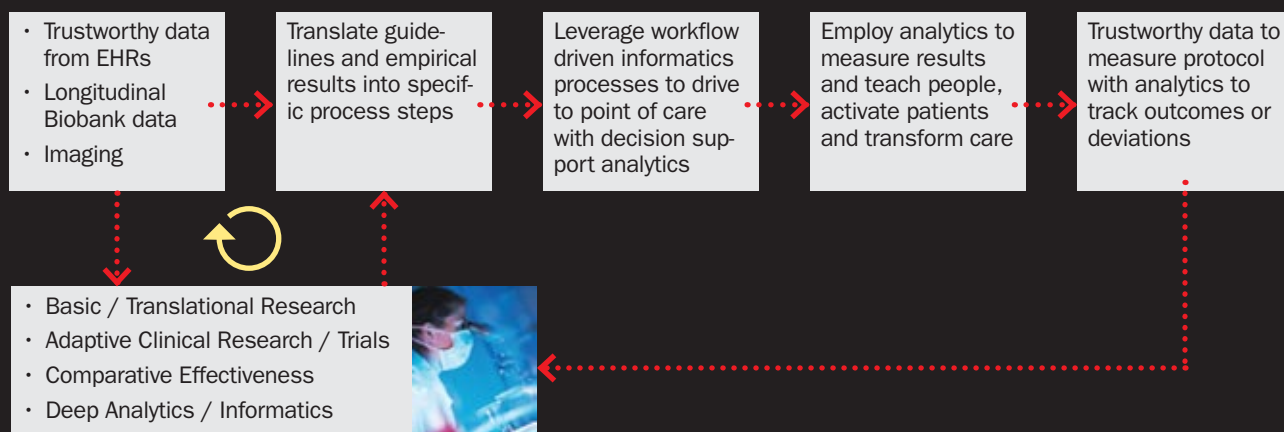 · Trustworthy data
from EHRs
· Longitudinal
Biobank data
· Imaging
Translate guide-
lines and empirical
results into specif-
ic process steps
Leverage workflow
driven informatics
processes to drive
to point of care
with decision sup-
port analytics
Employ analytics to
measure results
and teach people,
activate patients
and transform care
Trustworthy data to
measure protocol
with analytics to
track outcomes or
deviations
· Basic / Translational Research
· Adaptive Clinical Research / Trials
· Comparative Effectiveness
· Deep Analytics / Informatics